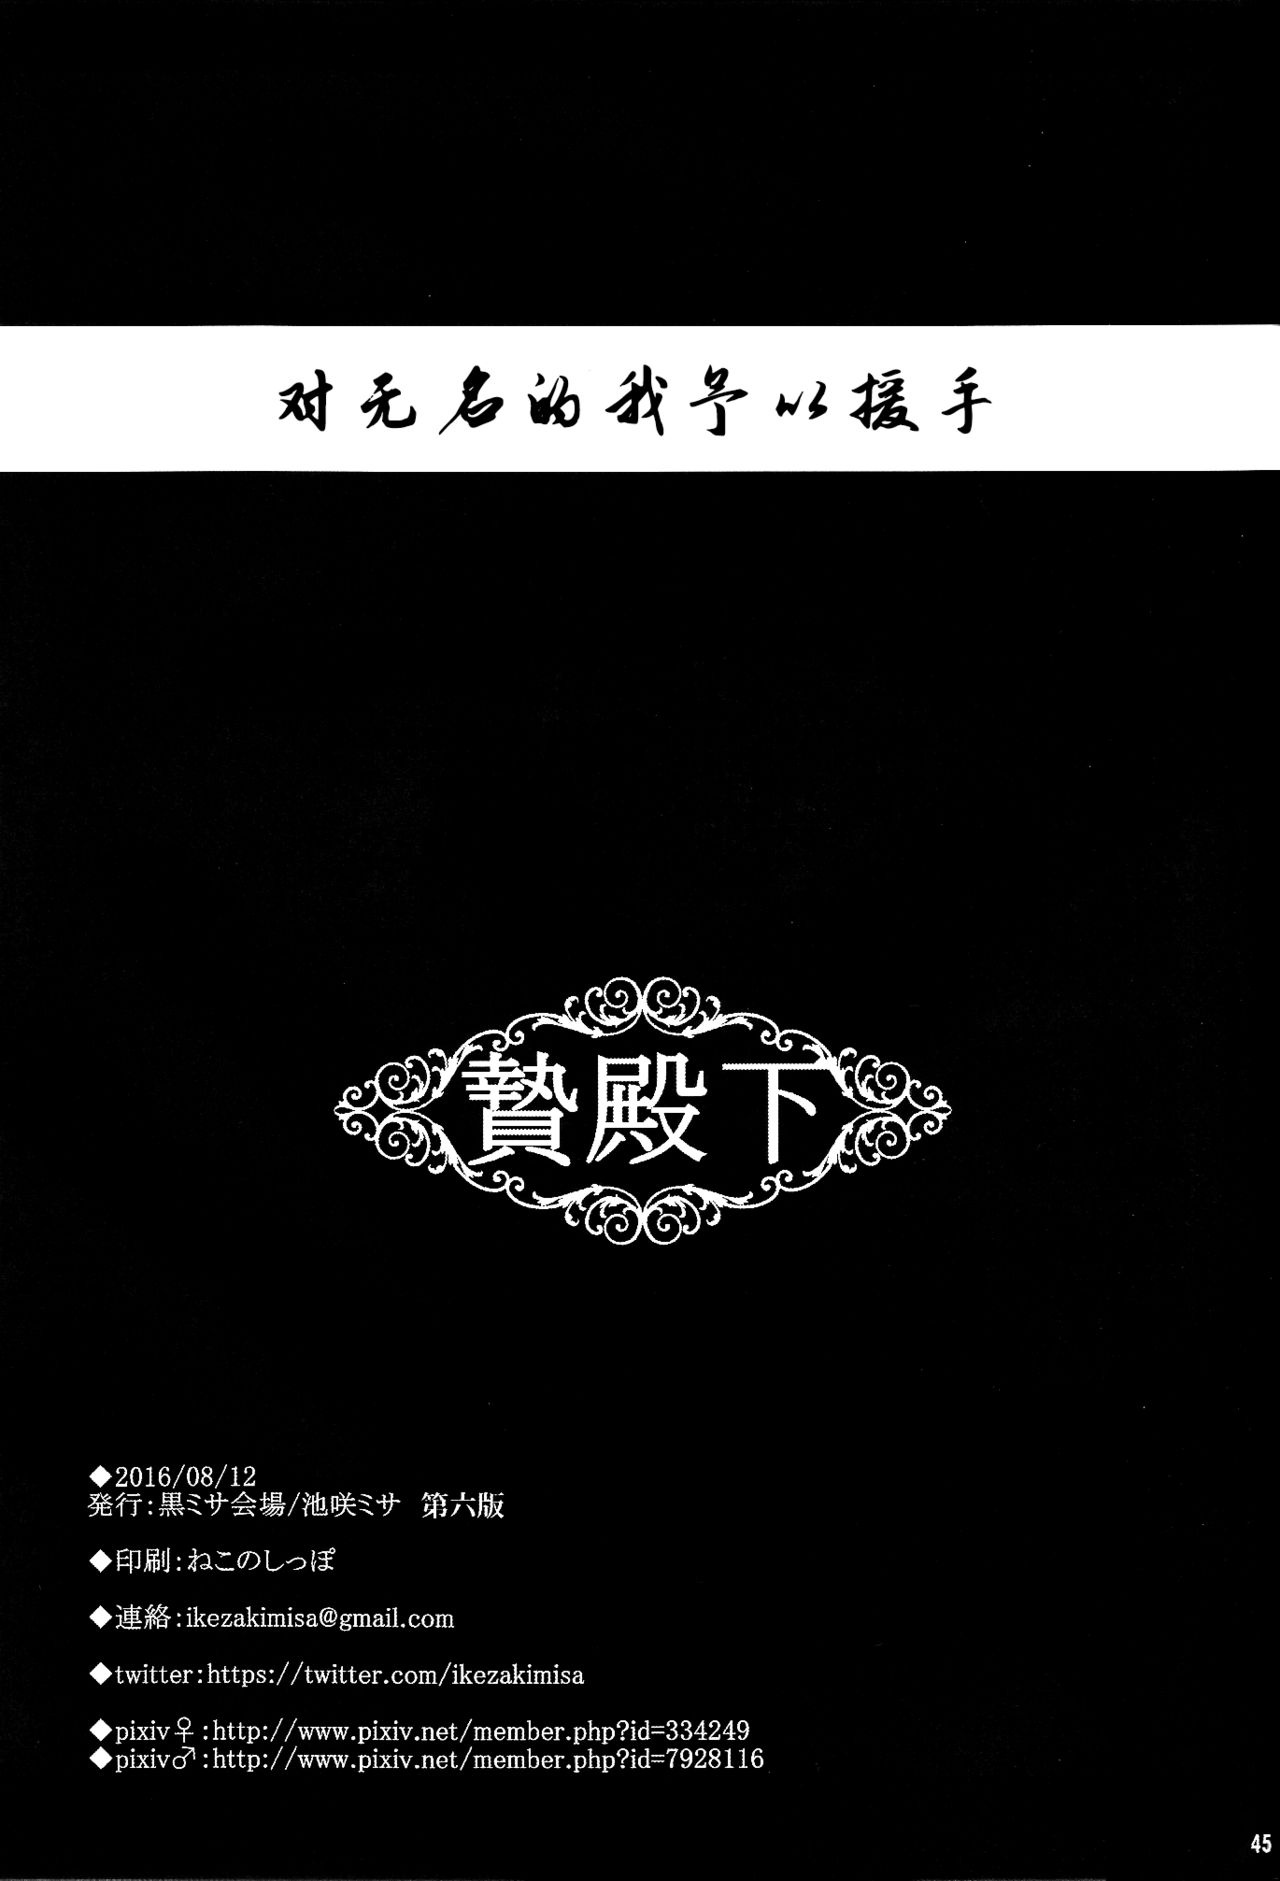 对无名的我予以援手
贄殿下
◆2016/08/12
発行:黒ミサ会場/池咲ミサ 第六版
◆印刷:ねこのしっぽ
◆連絡:ikezakimisa@gmail.com
◆twitter:https://twitter.com/ikezakimisa
◆pixiv♀:http://www.pixiv.net/member.php?id=334249
◆pixiv♂:http://www.pixiv.net/member.php?id=7928116
45